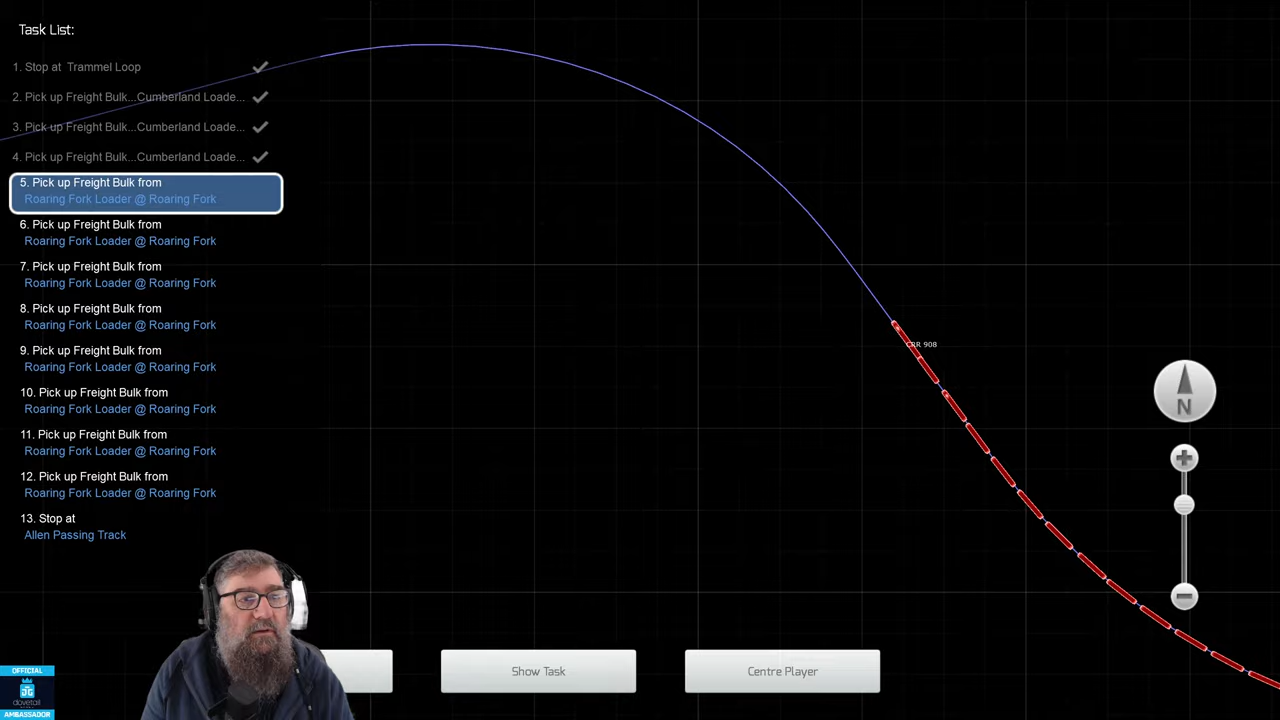 Task List:
1. Stop at Trammel Loop
2. Pick up Freight Bulk...Cumberland Loade...
3. Pick up Freight Bulk...Cumberland Loade...
4. Pick up Freight Bulk...Cumberland Loade...
5. Pick up Freight Bulk from
Roaring Fork Loader @ Roaring Fork
6. Pick up Freight Bulk from
Roaring Fork Loader @ Roaring Fork
7. Pick up Freight Bulk from
Roaring Fork Loader @ Roaring Fork
8. Pick up Freight Bulk from
Roaring Fork Loader @ Roaring Fork
9. Pick up Freight Bulk from
Roaring Fork Loader @ Roaring Fork
10. Pick up Freight Bulk from
Roaring Fork Loader @ Roaring Fork
11. Pick up Freight Bulk from
Roaring Fork Loader @ Roaring Fork
12. Pick up Freight Bulk from
Roaring Fork Loader @ Roaring Fork
13. Stop at
Allen Passing Track
CRR 908
N
Show Task
Centre Player
OFFICIAL
dovetail
AMBASSADOR